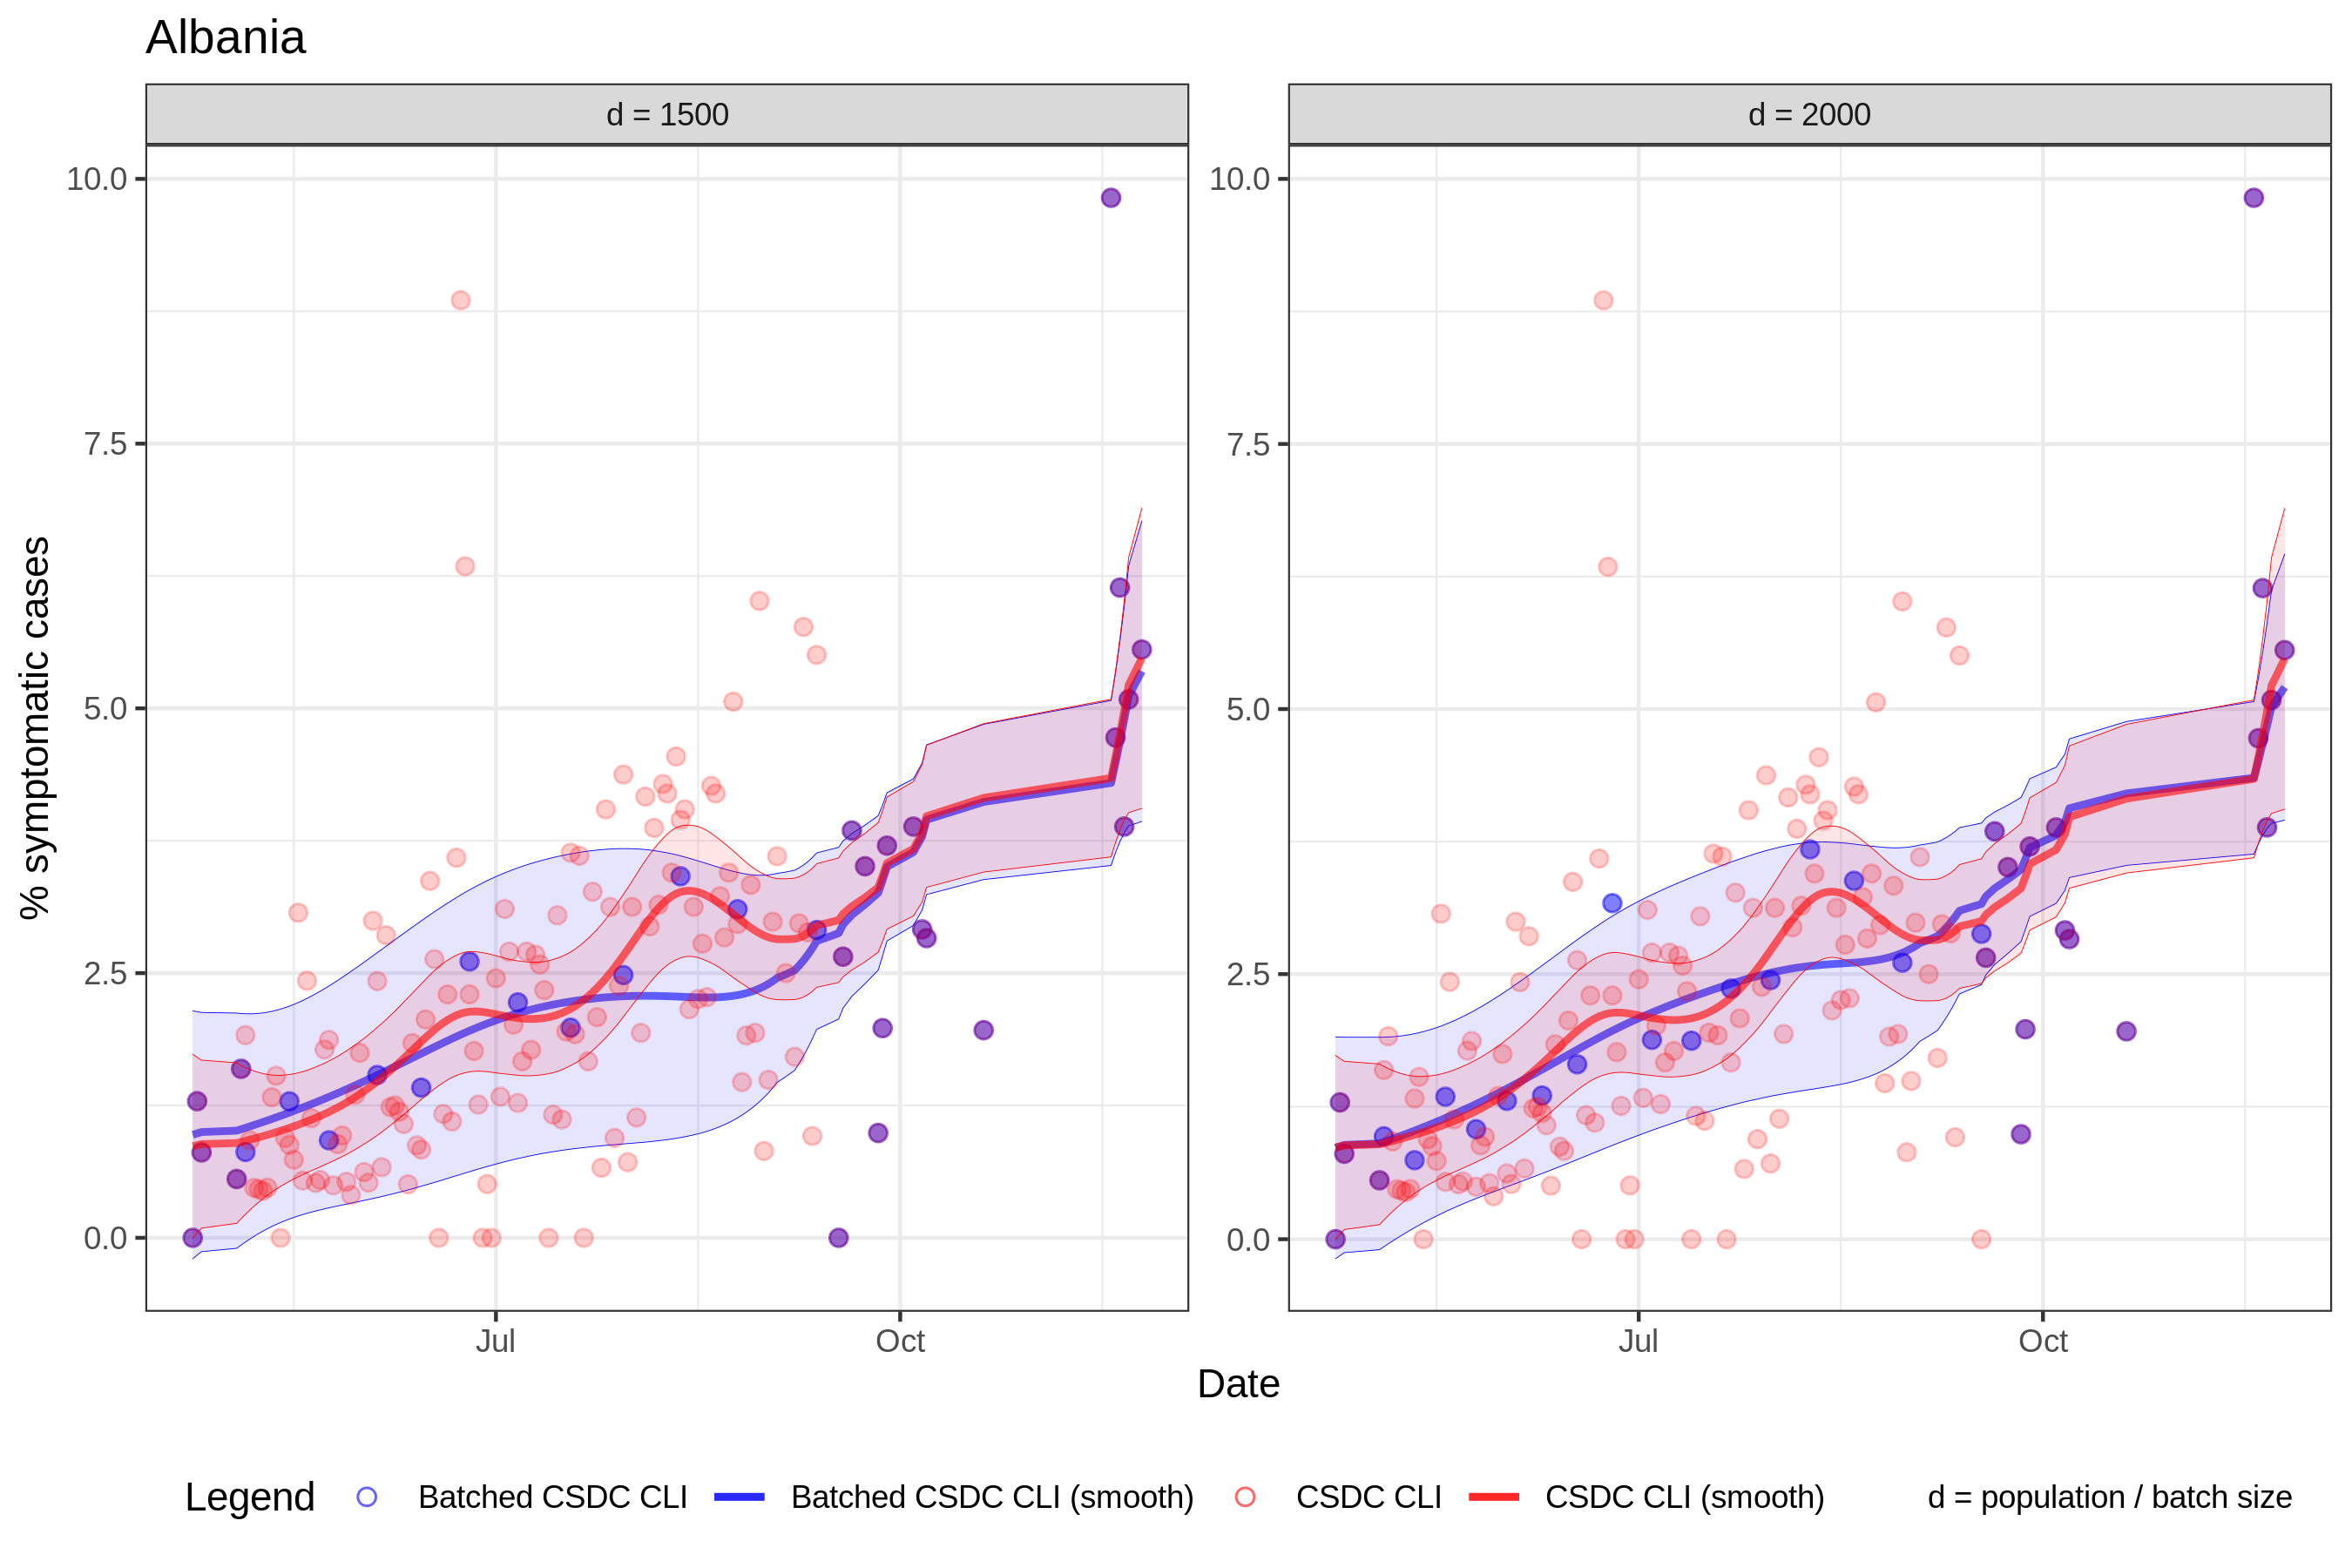 Albania
d = 1500
d = 2000
10.0
7.5
5.0
2.5
0.0
10.0
7.5
5.0
2.5
0.0
% symptomatic cases
Jul
Oct
Jul
Oct
Date
Legend Batched CSDC CLI Batched CSDC CLI (smooth) CSDC CLI CSDC CLI (smooth) d = population / batch size